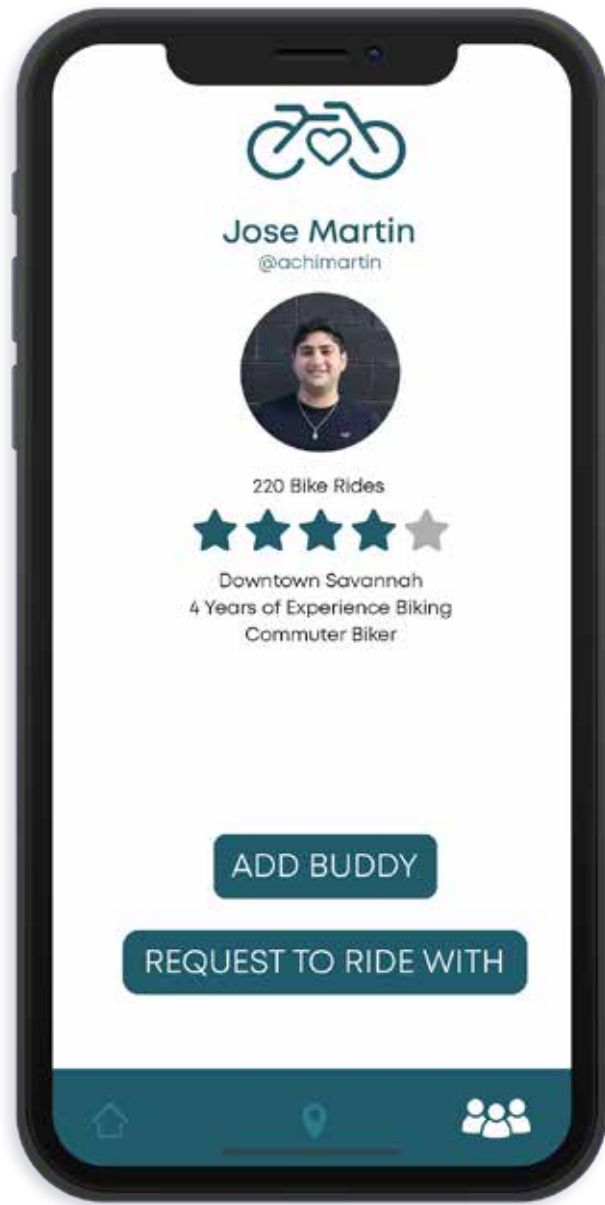 Jose Martin
@achimartin
220 Bike Rides
Downtown Savannah
4 Years of Experience Biking
Commuter Biker
ADD BUDDY
REQUEST TO RIDE WITH